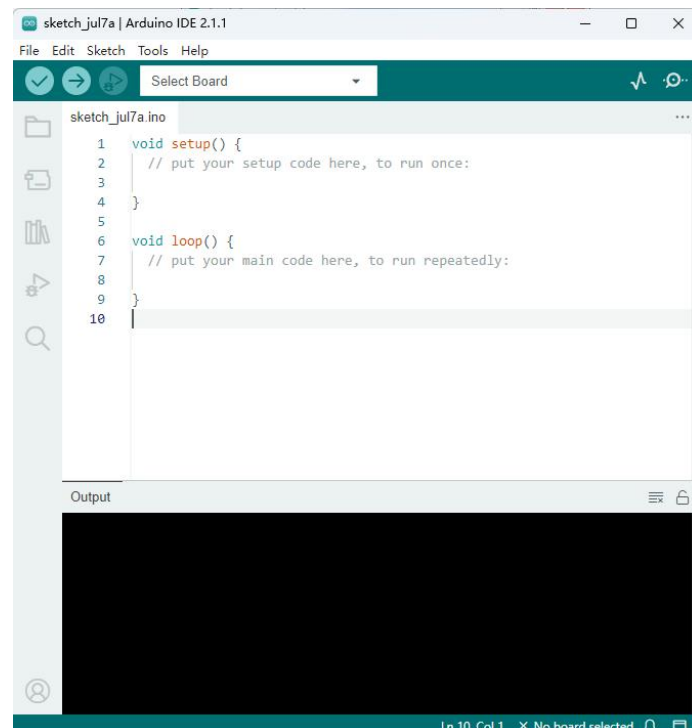 sketch_jul7a | Arduino IDE 2.1.1
File Edit Sketch Tools Help
Select Board
sketch_jul7a.ino
1 void setup() {
2 // put your setup code here, to run once:
3
4 }
5
6 void loop() {
7 // put your main code here, to run repeatedly:
8
9 }
10
Output
Ln 10, Col 1 X No board selected